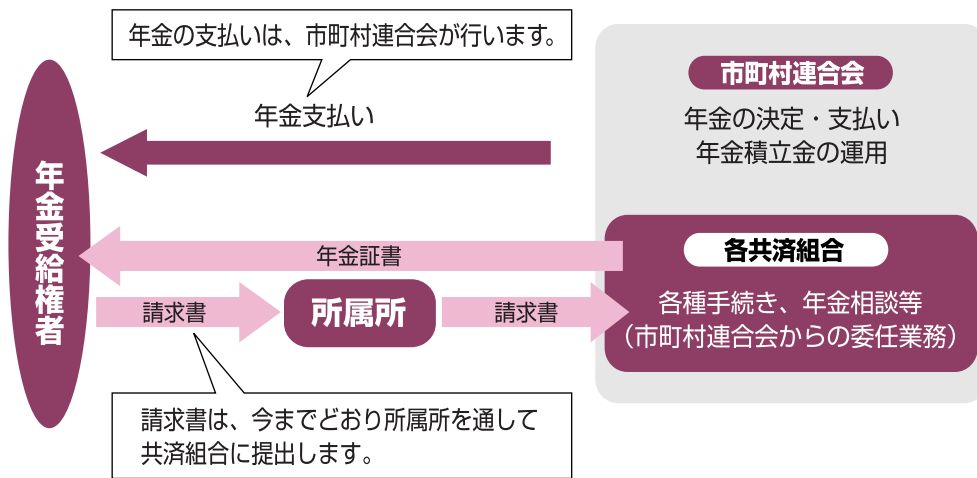 年金の支払いは、市町村連合会が行います。
年金支払い
市町村連合会
年金の決定・支払い
年金積立金の運用
年金受給権者
年金証書
請求書
所属所
請求書
各共済組合
各種手続き、年金相談等
（市町村連合会からの委任業務）
請求書は、今までどおり所属所を通して
共済組合に提出します。